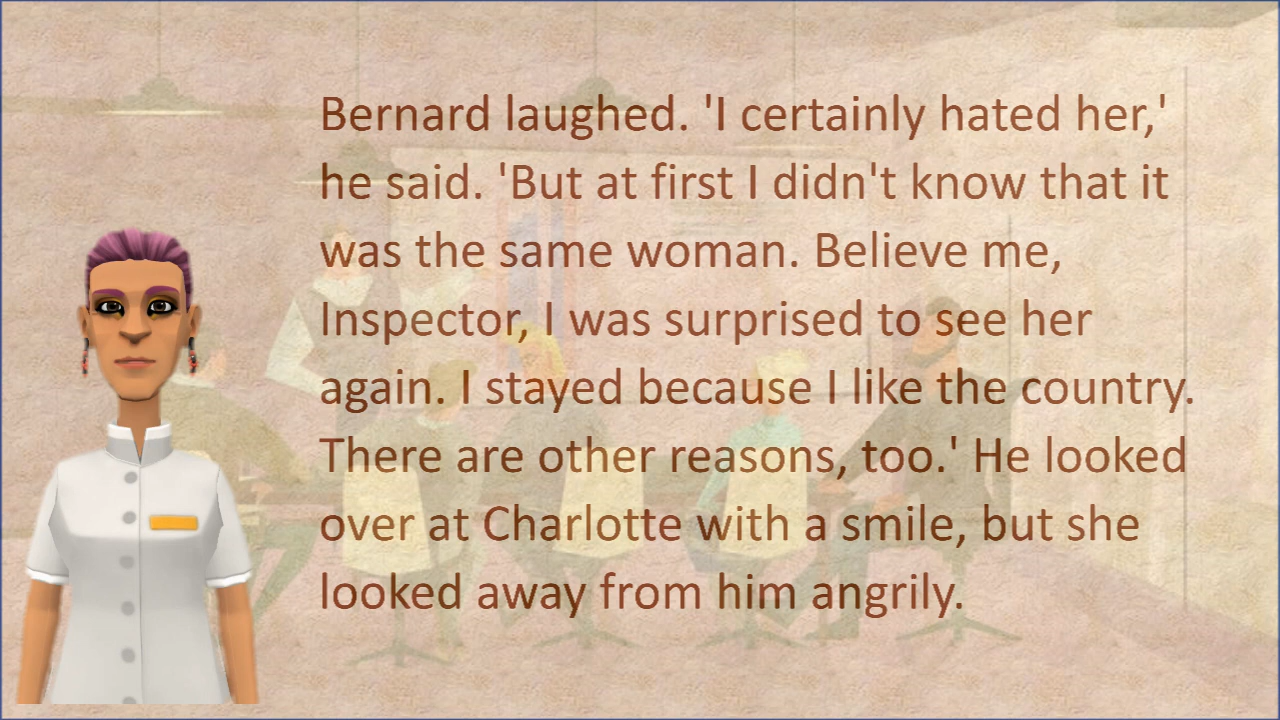 Bernard laughed. 'I certainly hated her,'
he said. 'But at first I didn't know that it
was the same woman. Believe me,
Inspector, I was surprised to see her
again. I stayed because I like the country.
There are other reasons, too.' He looked
over at Charlotte with a smile, but she
looked away from him angrily.